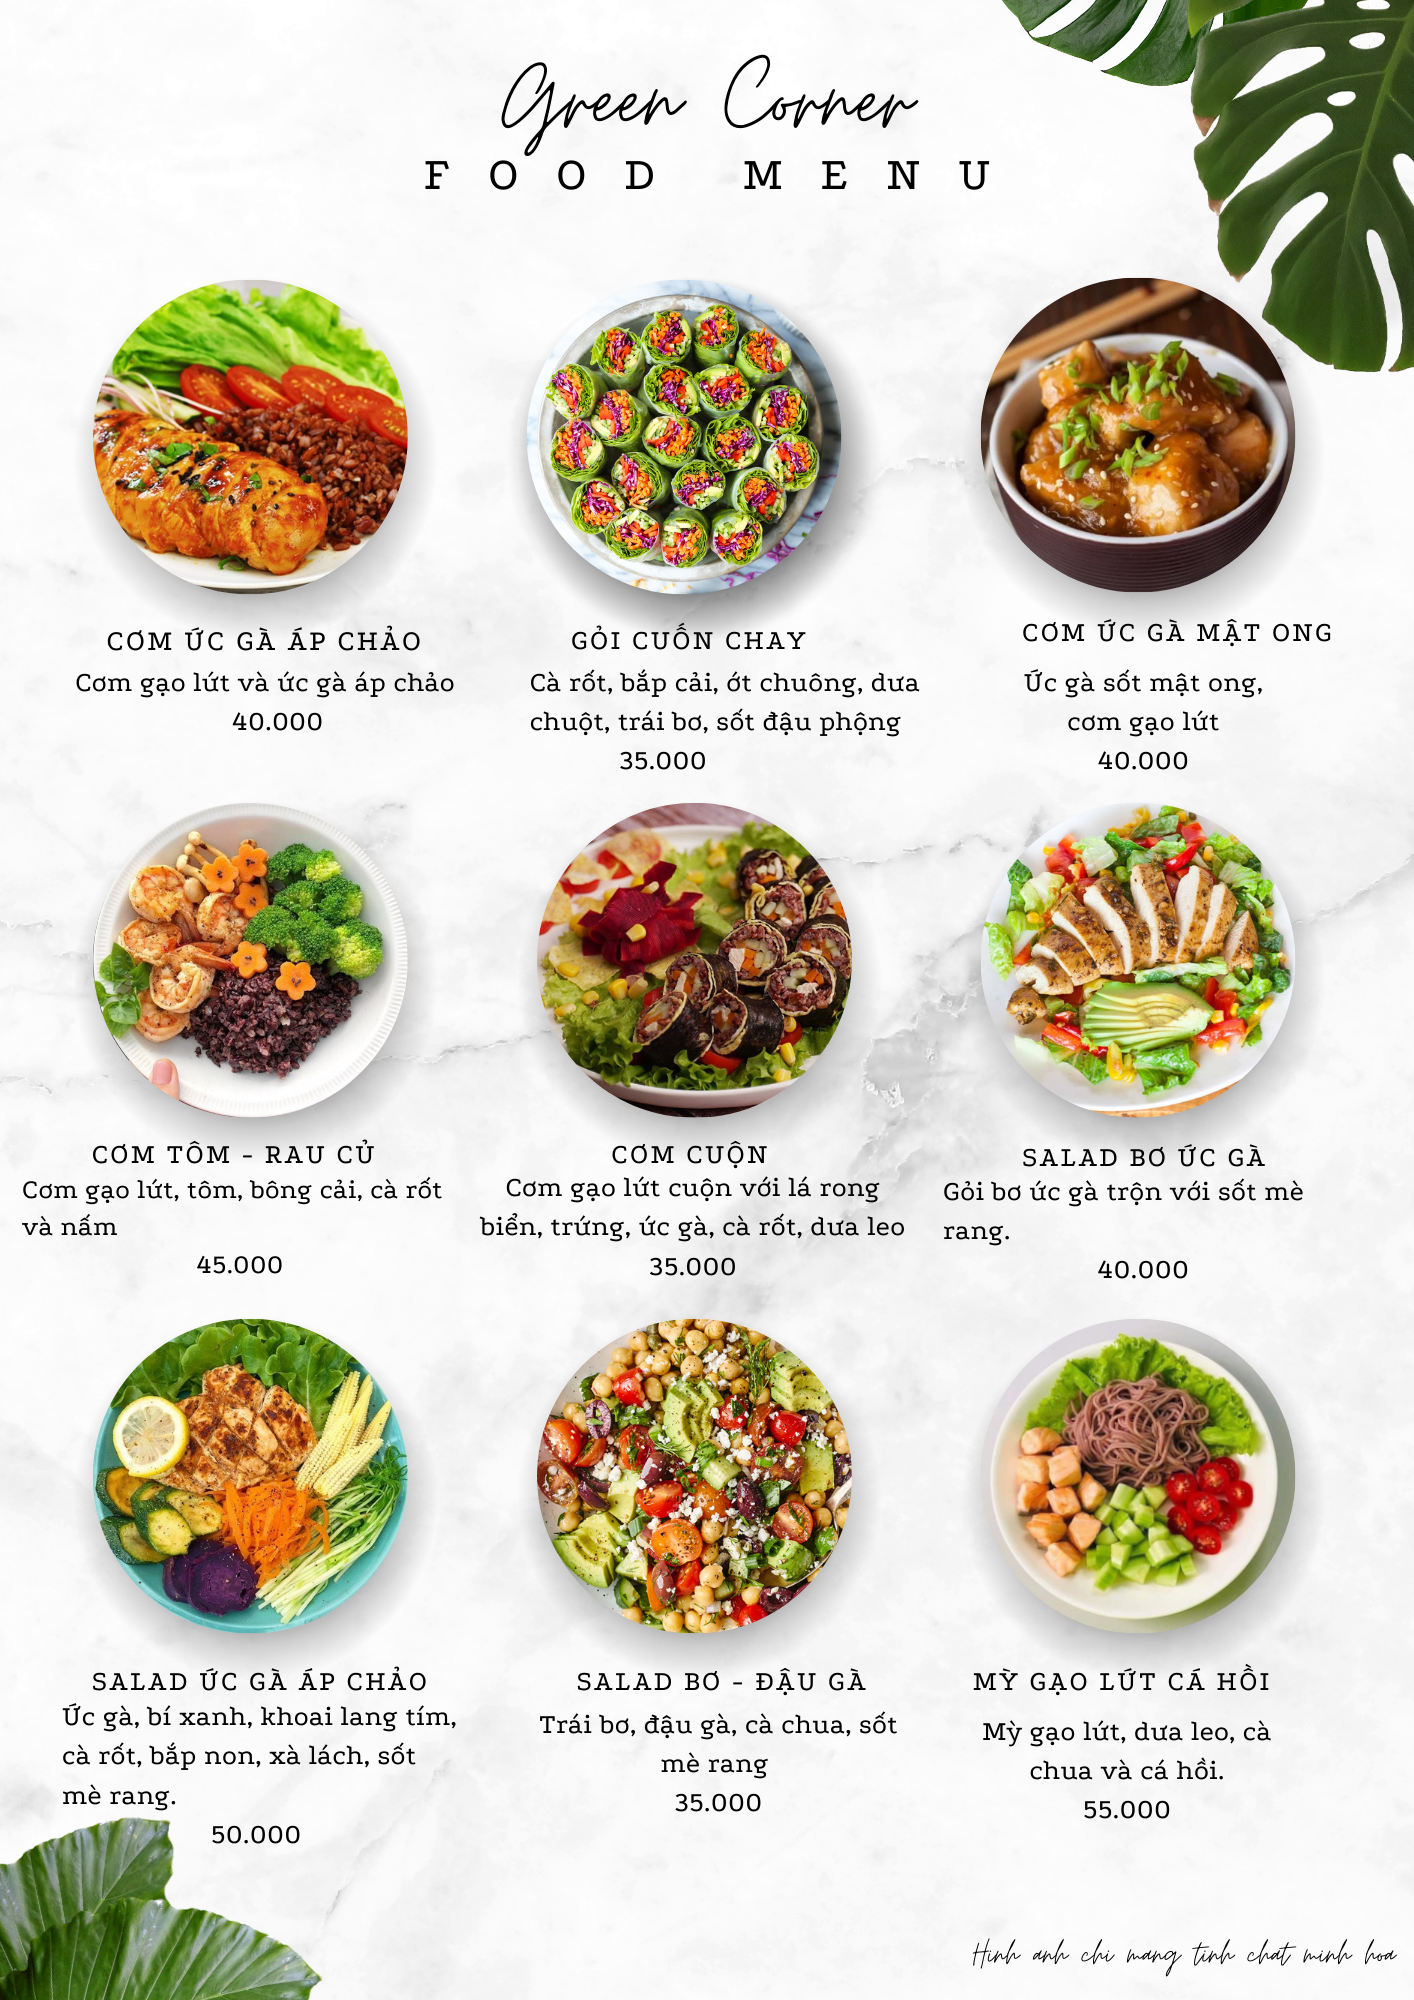 Green Corner
FOOD MENU
CƠM ỨC GÀ ÁP CHẢO
Cơm gạo lứt và ức gà áp chảo
40.000
GỎI CUỐN CHAY
Cà rốt, bắp cải, ớt chuông, dưa
chuột, trái bơ, sốt đậu phộng
35.000
CƠM ỨC GÀ MẬT ONG
Úc gà sốt mật ong,
cơm gạo lứt
40.000
CƠM TÔM - RAU CỦ
Cơm gạo lứt, tôm, bông cải, cà rốt
và nấm
45.000
CƠM CUỘN
Cơm gạo lứt cuộn với lá rong
biển, trứng, ức gà, cà rốt, dưa leo
35.000
SALAD BƠ ỨC GÀ
Gỏi bơ ức gà trộn với sốt mè
rang.
40.000
SALAD ỨC GÀ ÁP CHẢO
Ức gà, bí xanh, khoai lang tím,
cà rốt, bắp non, xà lách, sốt
mè rang.
50.000
SALAD BƠ - ĐẬU GÀ
Trái bơ, đậu gà, cà chua, sốt
mè rang
35.000
MỲ GẠO LỨT CÁ HỒI
Mỳ gạo lứt, dưa leo, cà
chua và cá hồi.
55.000
Hinh anh chi mang tinh chat minh hoa